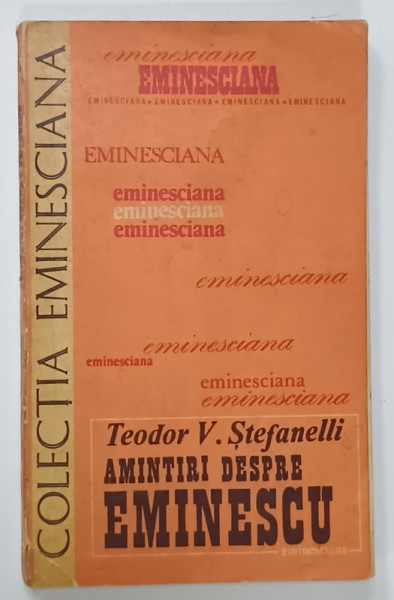 COLECȚIA EMINESCIANA
eminesciana
EMINESCIANA
EMINESCIANA • EMINESCIANA • EMINESCIANA • EMINESCIANA
EMINESCIANA
eminesciana
eminesciana
eminesciana
eminesciana
eminesciana
eminesciana
eminesciana
eminesciana
Teodor V. Ștefanelli
AMINTIRI DESPRE
EMINESCU
eminesciana